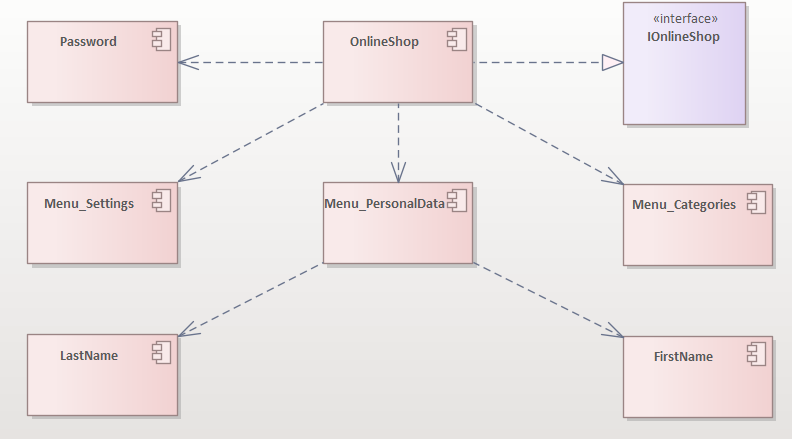 Password
OnlineShop
«interface»
IOnlineShop
Menu_Settings
Menu_PersonalData
Menu_Categories
LastName
FirstName